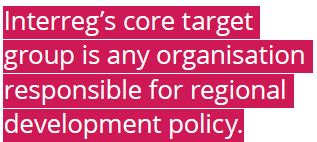 Interreg’s core target
group is any organisation
responsible for regional
development policy.